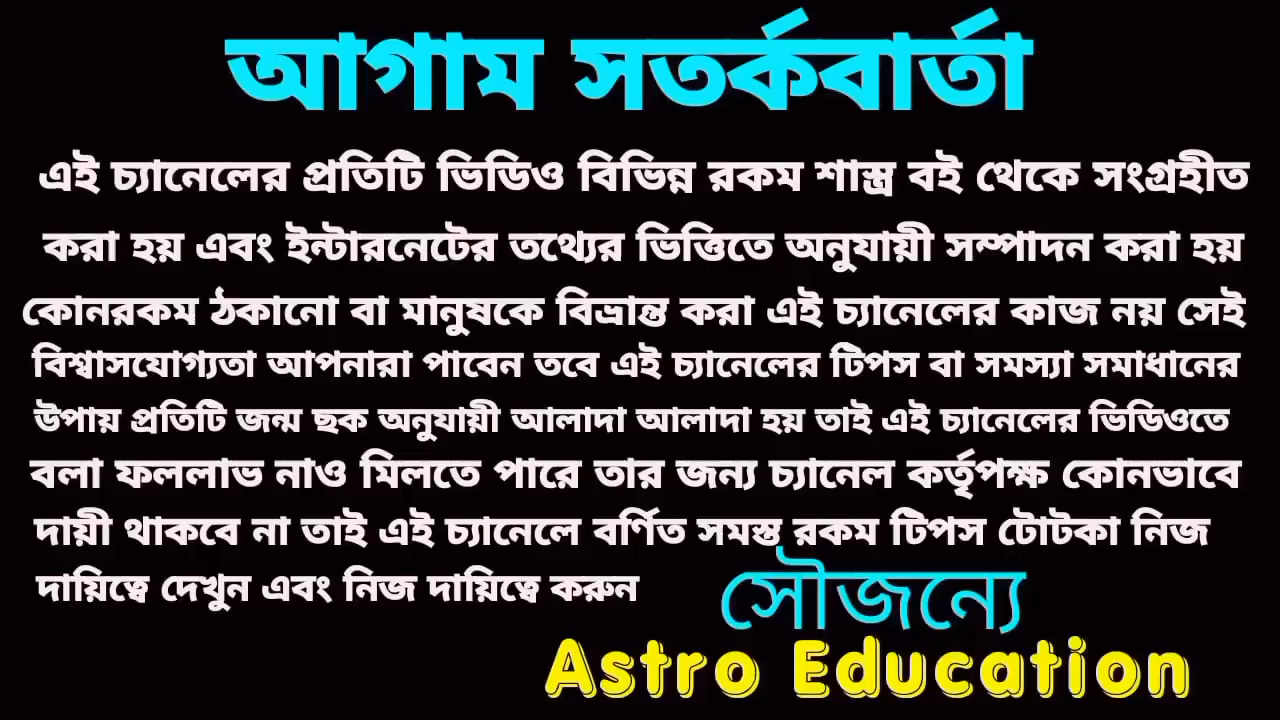 আগাম সতর্কবার্তা
এই চ্যানেলের প্রতিটি ভিডিও বিভিন্ন রকম শাস্ত্র বই থেকে সংগ্রহীত
করা হয় এবং ইন্টারনেটের তথ্যের ভিত্তিতে অনুযায়ী সম্পাদন করা হয়
কোনরকম ঠকানো বা মানুষকে বিভ্রান্ত করা এই চ্যানেলের কাজ নয় সেই
বিশ্বাসযোগ্যতা আপনারা পাবেন তবে এই চ্যানেলের টিপস বা সমস্যা সমাধানের
উপায় প্রতিটি জন্ম ছক অনুযায়ী আলাদা আলাদা হয় তাই এই চ্যানেলের ভিডিওতে
বলা ফললাভ নাও মিলতে পারে তার জন্য চ্যানেল কর্তৃপক্ষ কোনভাবে
দায়ী থাকবে না তাই এই চ্যানেলে বর্ণিত সমস্ত রকম টিপস টোটকা নিজ
দায়িত্বে দেখুন এবং নিজ দায়িত্বে করুন
সৌজন্যে
Astro Education